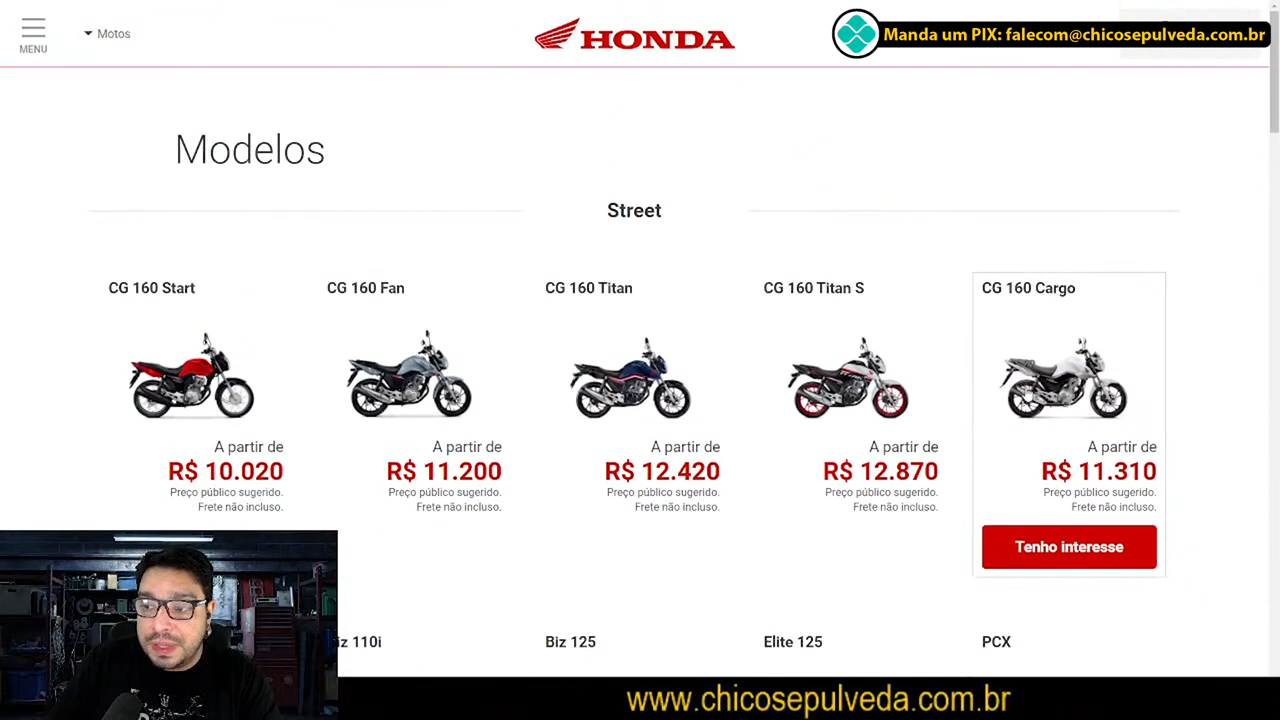 MENU
Motos
HONDA
Manda um PIX: falecom@chicosepulveda.com.br
Modelos
Street
CG 160 Start
CG 160 Fan
CG 160 Titan
CG 160 Titan S
CG 160 Cargo
A partir de
R$ 10.020
Preço público sugerido.
Frete não incluso.
A partir de
R$ 11.200
Preço público sugerido.
Frete não incluso.
A partir de
R$ 12.420
Preço público sugerido.
Frete não incluso.
A partir de
R$ 12.870
Preço público sugerido.
Frete não incluso.
A partir de
R$ 11.310
Preço público sugerido.
Frete não incluso.
Tenho interesse
iz 110i
Biz 125
Elite 125
PCX
www.chicosepulveda.com.br